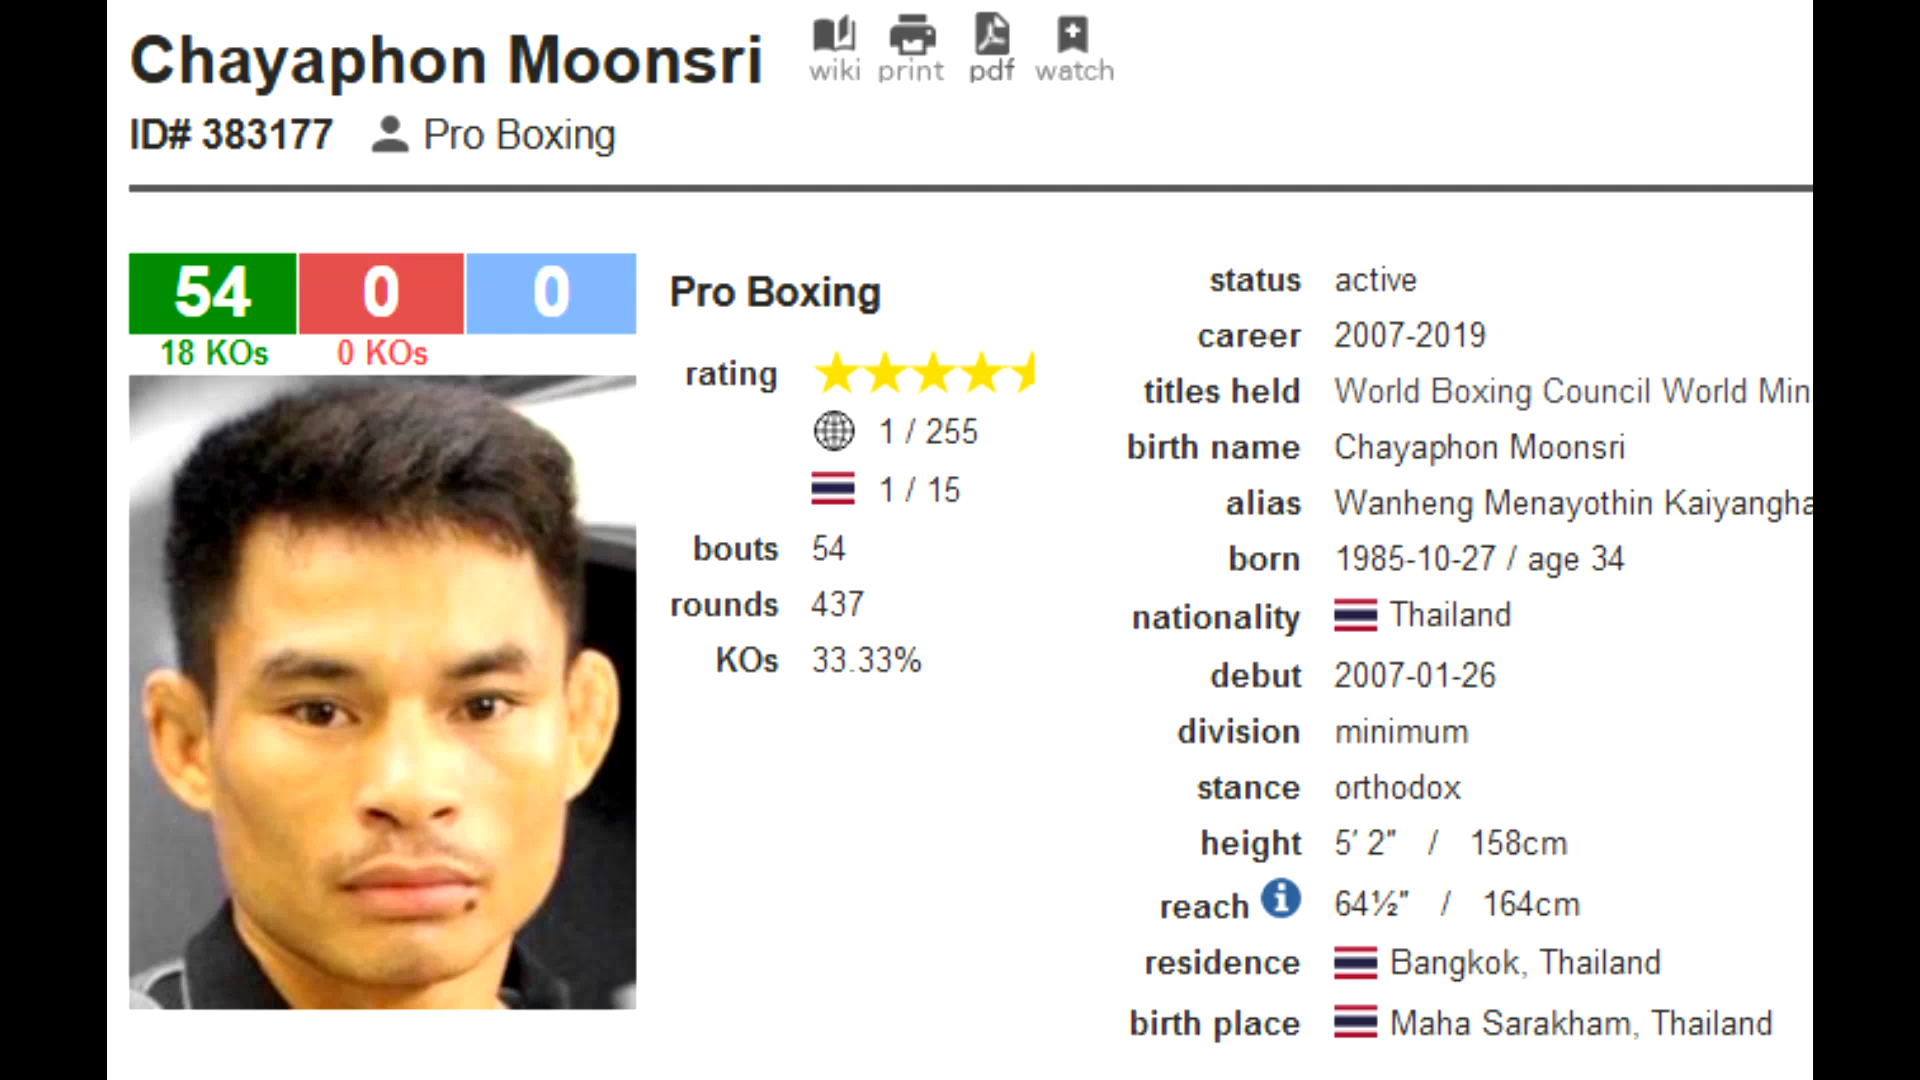 Chayaphon Moonsri
wiki print pdf watch
ID# 383177 Pro Boxing
54 0 0
18 KOs 0 KOs
Pro Boxing
rating
1 / 255
1 / 15
bouts 54
rounds 437
KOs 33.33%
status active
career 2007-2019
titles held World Boxing Council World Min
birth name Chayaphon Moonsri
alias Wanheng Menayothin Kaiyangha
born 1985-10-27 / age 34
nationality Thailand
debut 2007-01-26
division minimum
stance orthodox
height 5′ 2″ / 158cm
reach i 64½″ / 164cm
residence Bangkok, Thailand
birth place Maha Sarakham, Thailand